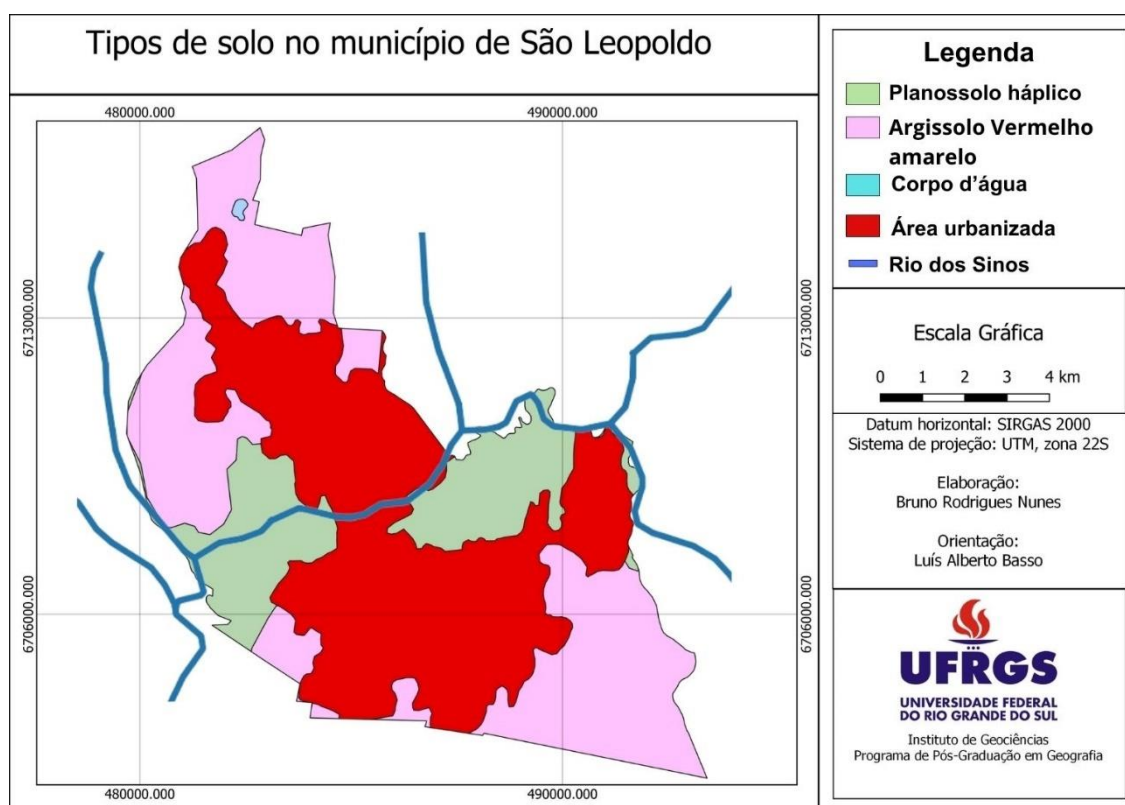 Tipos de solo no município de São Leopoldo
480000.000
490000.000
6713000.000
6713000.000
6706000.000
6706000.000
480000.000
490000.000
Legenda
Planossolo háplico
Argissolo Vermelho
amarelo
Corpo d'água
Área urbanizada
Rio dos Sinos
Escala Gráfica
0 1 2 3 4 km
Datum horizontal: SIRGAS 2000
Sistema de projeção: UTM, zona 22S
Elaboração:
Bruno Rodrigues Nunes
Orientação:
Luís Alberto Basso
UFRGS
UNIVERSIDADE FEDERAL
DO RIO GRANDE DO SUL
Instituto de Geociências
Programa de Pós-Graduação em Geografia